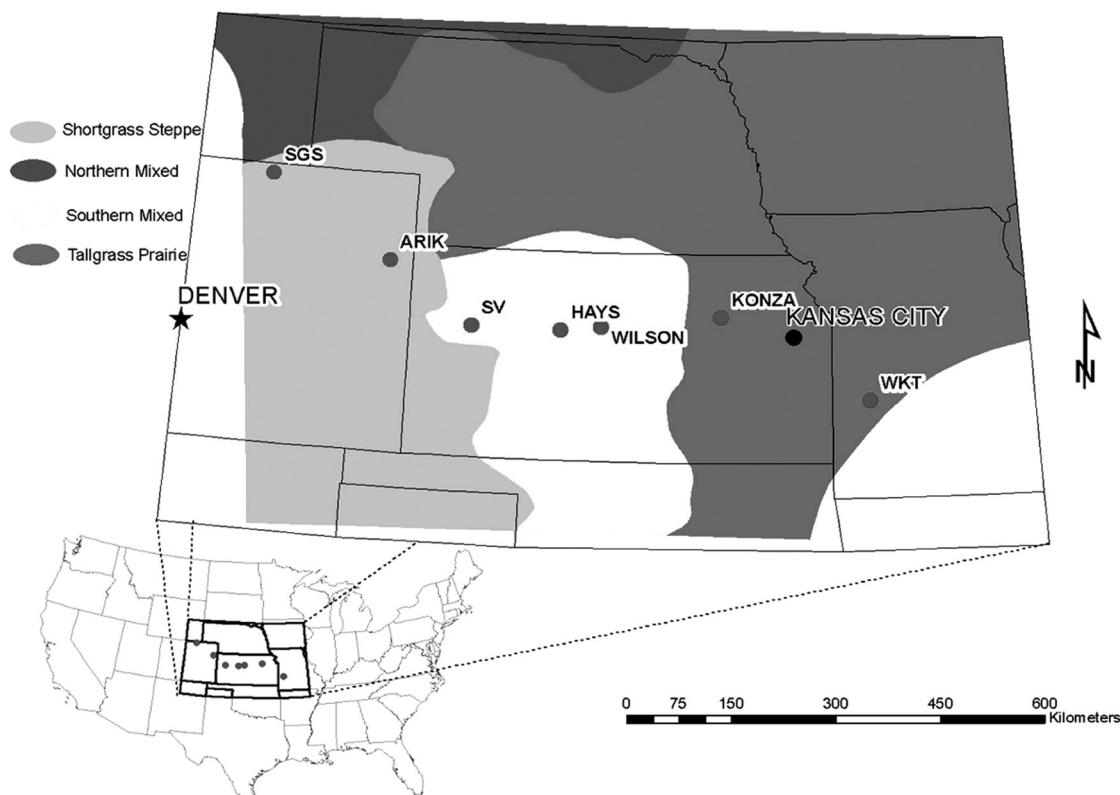 Shortgrass Steppe
Northern Mixed
Southern Mixed
Tallgrass Prairie
SGS
ARIK
DENVER
SV
HAYS
WILSON
KONZA
KANSAS CITY
WKT
N
0 75 150 300 450 600
Kilometers